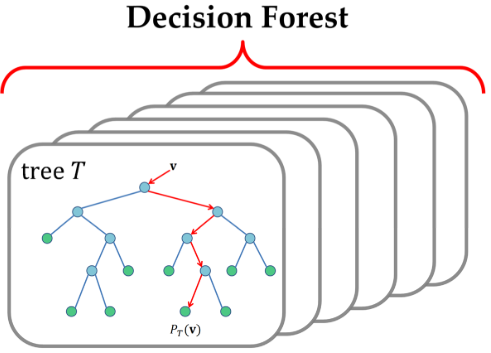 Decision Forest
tree T
v
P_T(v)